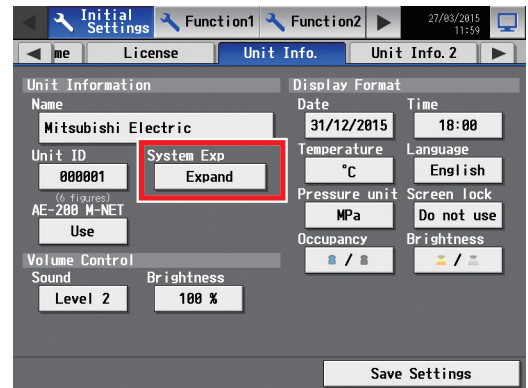 Initial Settings
Function1
Function2
27/03/2015
11:59
me
License
Unit Info.
Unit Info. 2
Unit Information
Name
Mitsubishi Electric
Unit ID
000001
(6 figures)
System Exp
Expand
AE-200 M-NET
Use
Volume Control
Sound
Level 2
Brightness
100 %
Display Format
Date
31/12/2015
Time
18:00
Temperature
°C
Language
English
Pressure unit
MPa
Screen lock
Do not use
Occupancy
/
Brightness
/
Save Settings